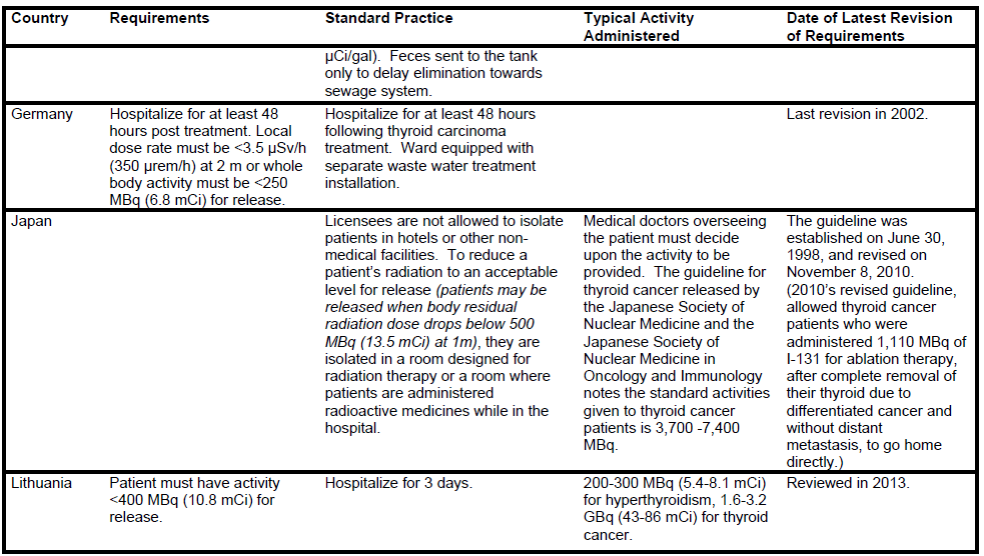 Country Requirements Standard Practice Typical Activity Administered Date of Latest Revision of Requirements
µCi/gal). Feces sent to the tank
only to delay elimination towards
sewage system.
Germany
Hospitalize for at least 48
hours post treatment. Local
dose rate must be <3.5 µSv/h
(350 µrem/h) at 2 m or whole
body activity must be <250
MBq (6.8 mCi) for release.
Hospitalize for at least 48 hours
following thyroid carcinoma
treatment. Ward equipped with
separate waste water treatment
installation.
Last revision in 2002.
Japan
Licensees are not allowed to isolate
patients in hotels or other non-
medical facilities. To reduce a
patient's radiation to an acceptable
level for release (patients may be
released when body residual
radiation dose drops below 500
MBq (13.5 mCi) at 1m), they are
isolated in a room designed for
radiation therapy or a room where
patients are administered
radioactive medicines while in the
hospital.
Medical doctors overseeing
the patient must decide
upon the activity to be
provided. The guideline for
thyroid cancer released by
the Japanese Society of
Nuclear Medicine and the
Japanese Society of
Nuclear Medicine in
Oncology and Immunology
notes the standard activities
given to thyroid cancer
patients is 3,700 -7,400
MBq.
The guideline was
established on June 30,
1998, and revised on
November 8, 2010.
(2010's revised guideline,
allowed thyroid cancer
patients who were
administered 1,110 MBq of
I-131 for ablation therapy,
after complete removal of
their thyroid due to
differentiated cancer and
without distant
metastasis, to go home
directly.)
Lithuania
Patient must have activity
<400 MBq (10.8 mCi) for
release.
Hospitalize for 3 days.
200-300 MBq (5.4-8.1 mCi)
for hyperthyroidism, 1.6-3.2
GBq (43-86 mCi) for thyroid
cancer.
Reviewed in 2013.